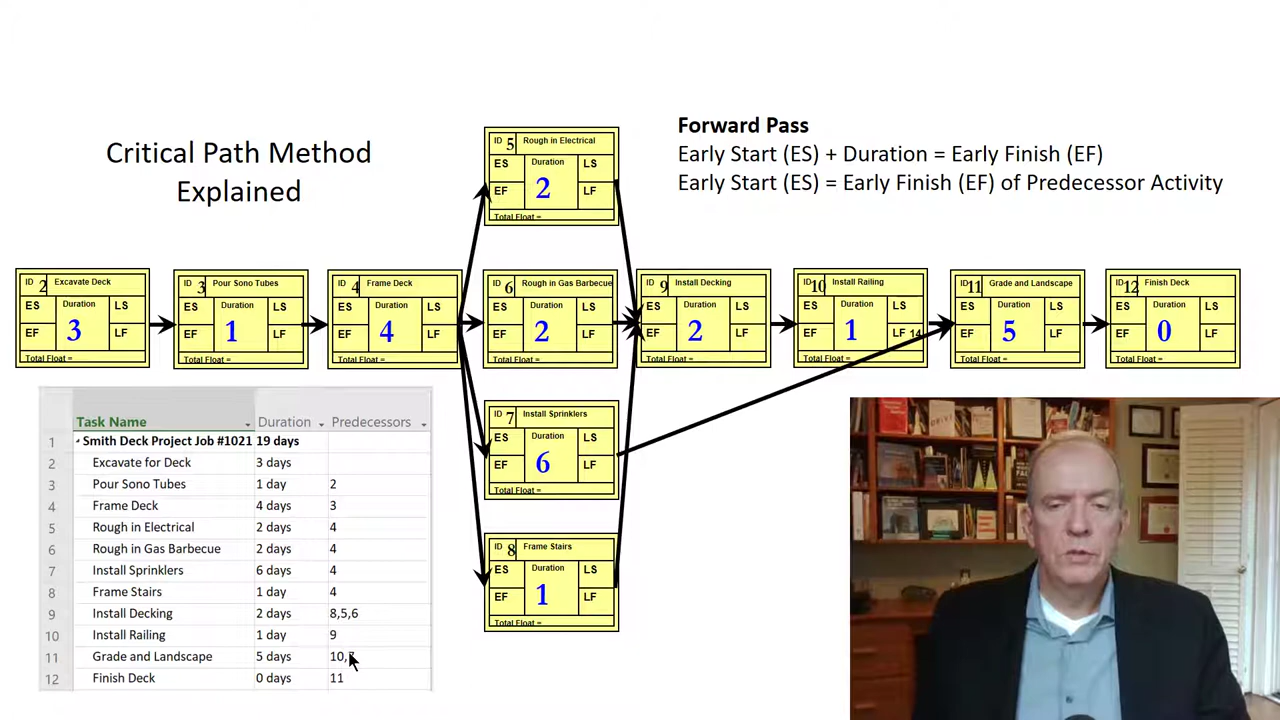 Critical Path Method
Explained
Forward Pass
Early Start (ES) + Duration = Early Finish (EF)
Early Start (ES) = Early Finish (EF) of Predecessor Activity
ID 5 Rough in Electrical
ES Duration LS
EF 2 LF
Total Float =
ID 2 Excavate Deck
ES Duration LS
EF 3 LF
Total Float =
ID 3 Pour Sono Tubes
ES Duration LS
EF 1 LF
Total Float =
ID 4 Frame Deck
ES Duration LS
EF 4 LF
Total Float =
ID 6 Rough in Gas Barbecue
ES Duration LS
EF 2 LF
Total Float =
ID 9 Install Decking
ES Duration LS
EF 2 LF
Total Float =
ID 10 Install Railing
ES Duration LS
EF 1 LF 14
Total Float =
ID 11 Grade and Landscape
ES Duration LS
EF 5 LF
Total Float =
ID 12 Finish Deck
ES Duration LS
EF 0 LF
Total Float =
ID 7 Install Sprinklers
ES Duration LS
EF 6 LF
Total Float =
ID 8 Frame Stairs
ES Duration LS
EF 1 LF
Total Float =
Task Name Duration Predecessors
1 Smith Deck Project Job #1021 19 days
2 Excavate for Deck 3 days
3 Pour Sono Tubes 1 day 2
4 Frame Deck 4 days 3
5 Rough in Electrical 2 days 4
6 Rough in Gas Barbecue 2 days 4
7 Install Sprinklers 6 days 4
8 Frame Stairs 1 day 4
9 Install Decking 2 days 8,5,6
10 Install Railing 1 day 9
11 Grade and Landscape 5 days 10,7
12 Finish Deck 0 days 11